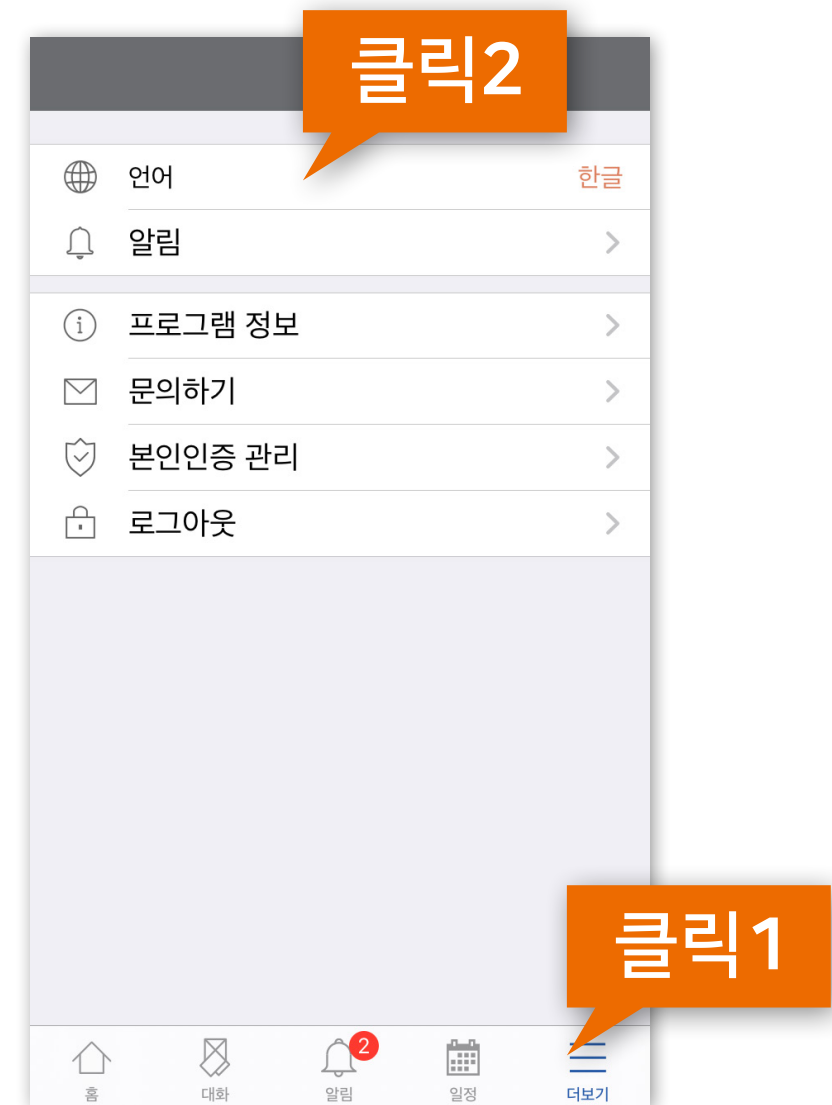 클릭2
언어 한글
알림
프로그램 정보
문의하기
본인인증 관리
로그아웃
클릭1
2
홈 대화 알림 일정 더보기